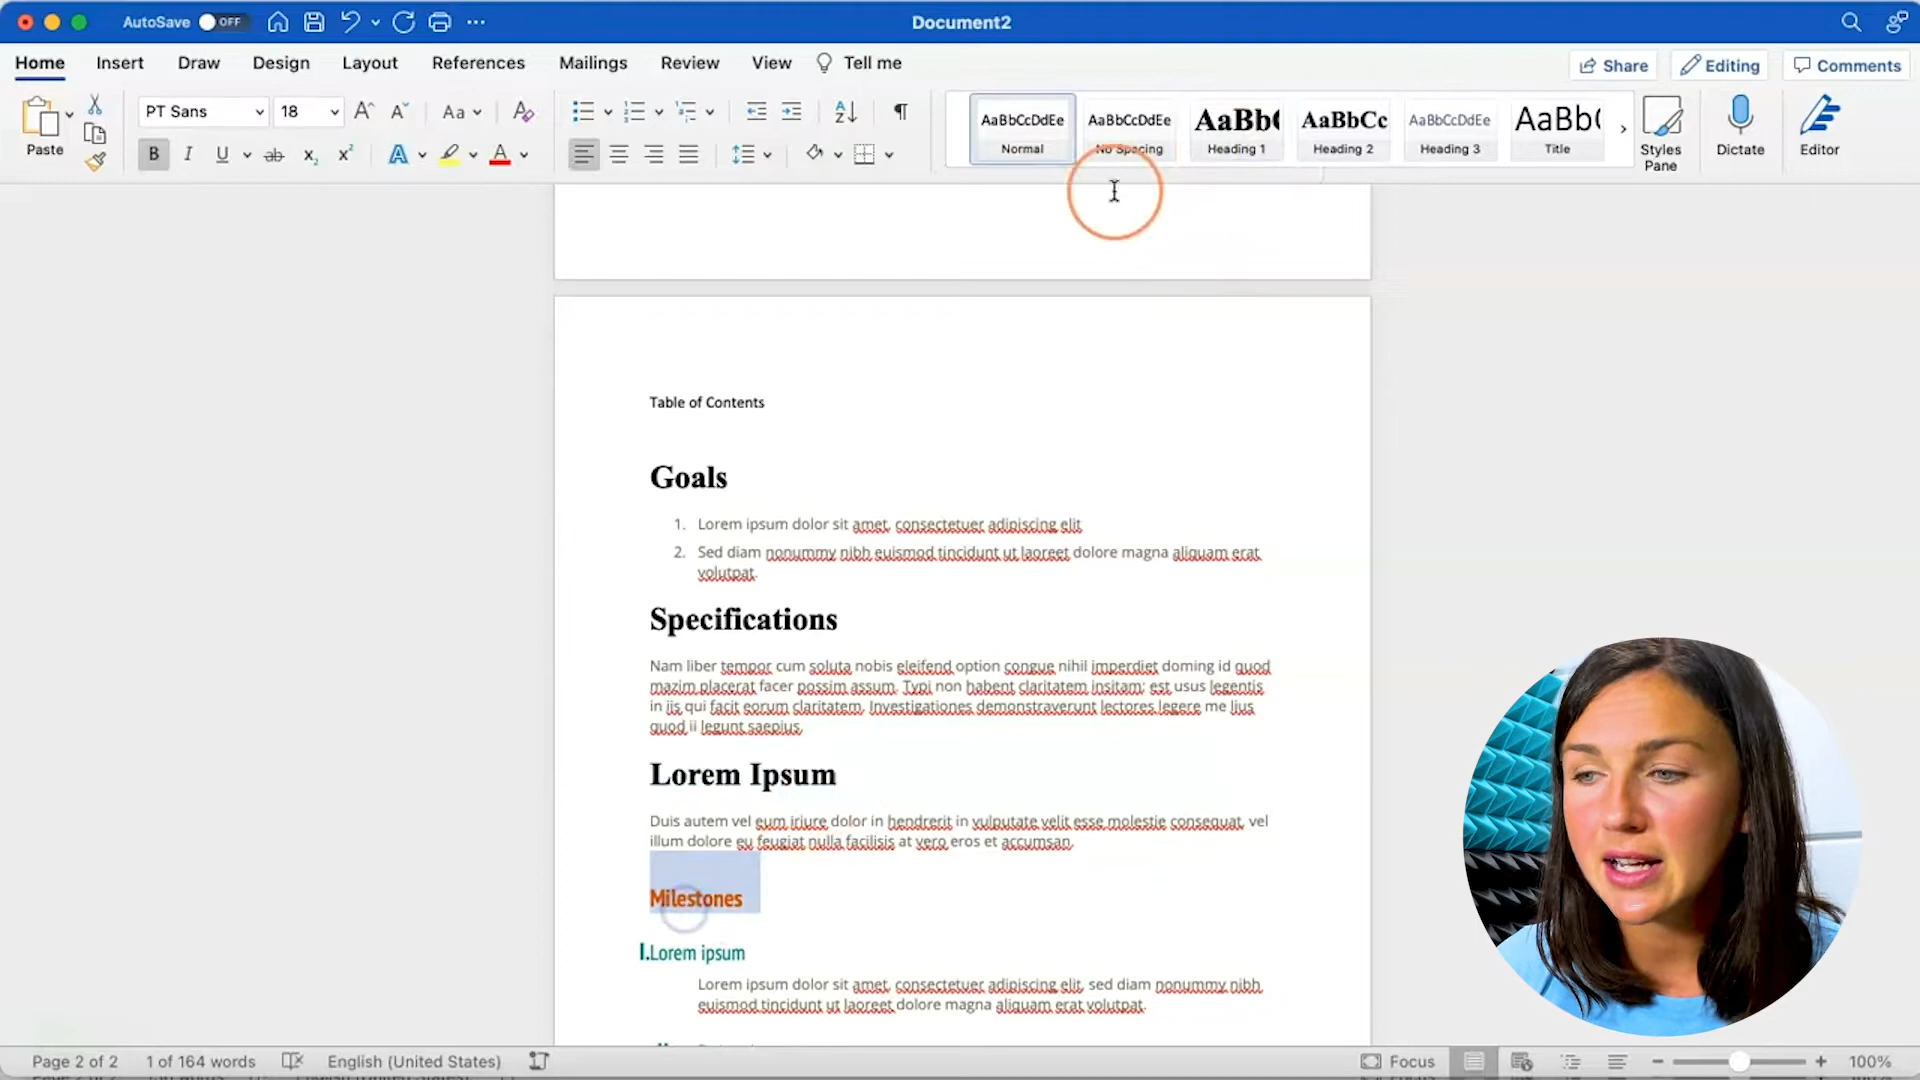 AutoSave OFF
Document2
Home Insert Draw Design Layout References Mailings Review View Tell me
Share Editing Comments
Paste
PT Sans 18
Aa
B I U ab x2 x2 A A
AaBbCcDdEe AaBbCcDdEe AaBb( AaBbCc AaBbCcDdEe AaBb(
Normal No Spacing Heading 1 Heading 2 Heading 3 Title
Styles
Pane
Dictate Editor
Table of Contents
Goals
1. Lorem ipsum dolor sit amet, consectetuer adipiscing elit
2. Sed diam nonummy nibh euismod tincidunt ut laoreet dolore magna aliquam erat
volutpat.
Specifications
Nam liber tempor cum soluta nobis eleifend option congue nihil imperdiet doming id quod
mazim placerat facer possim assum. Typi non habent claritatem insitam; est usus legentis
in iis qui facit eorum claritatem. Investigationes demonstraverunt lectores legere me lius
quod ii legunt saepius.
Lorem Ipsum
Duis autem vel eum iriure dolor in hendrerit in vulputate velit esse molestie consequat, vel
illum dolore eu feugiat nulla facilisis at vero eros et accumsan.
Milestones
I.Lorem ipsum
Lorem ipsum dolor sit amet, consectetuer adipiscing elit, sed diam nonummy nibh
euismod tincidunt ut laoreet dolore magna aliquam erat volutpat.
Page 2 of 2 1 of 164 words English (United States) Focus 100%